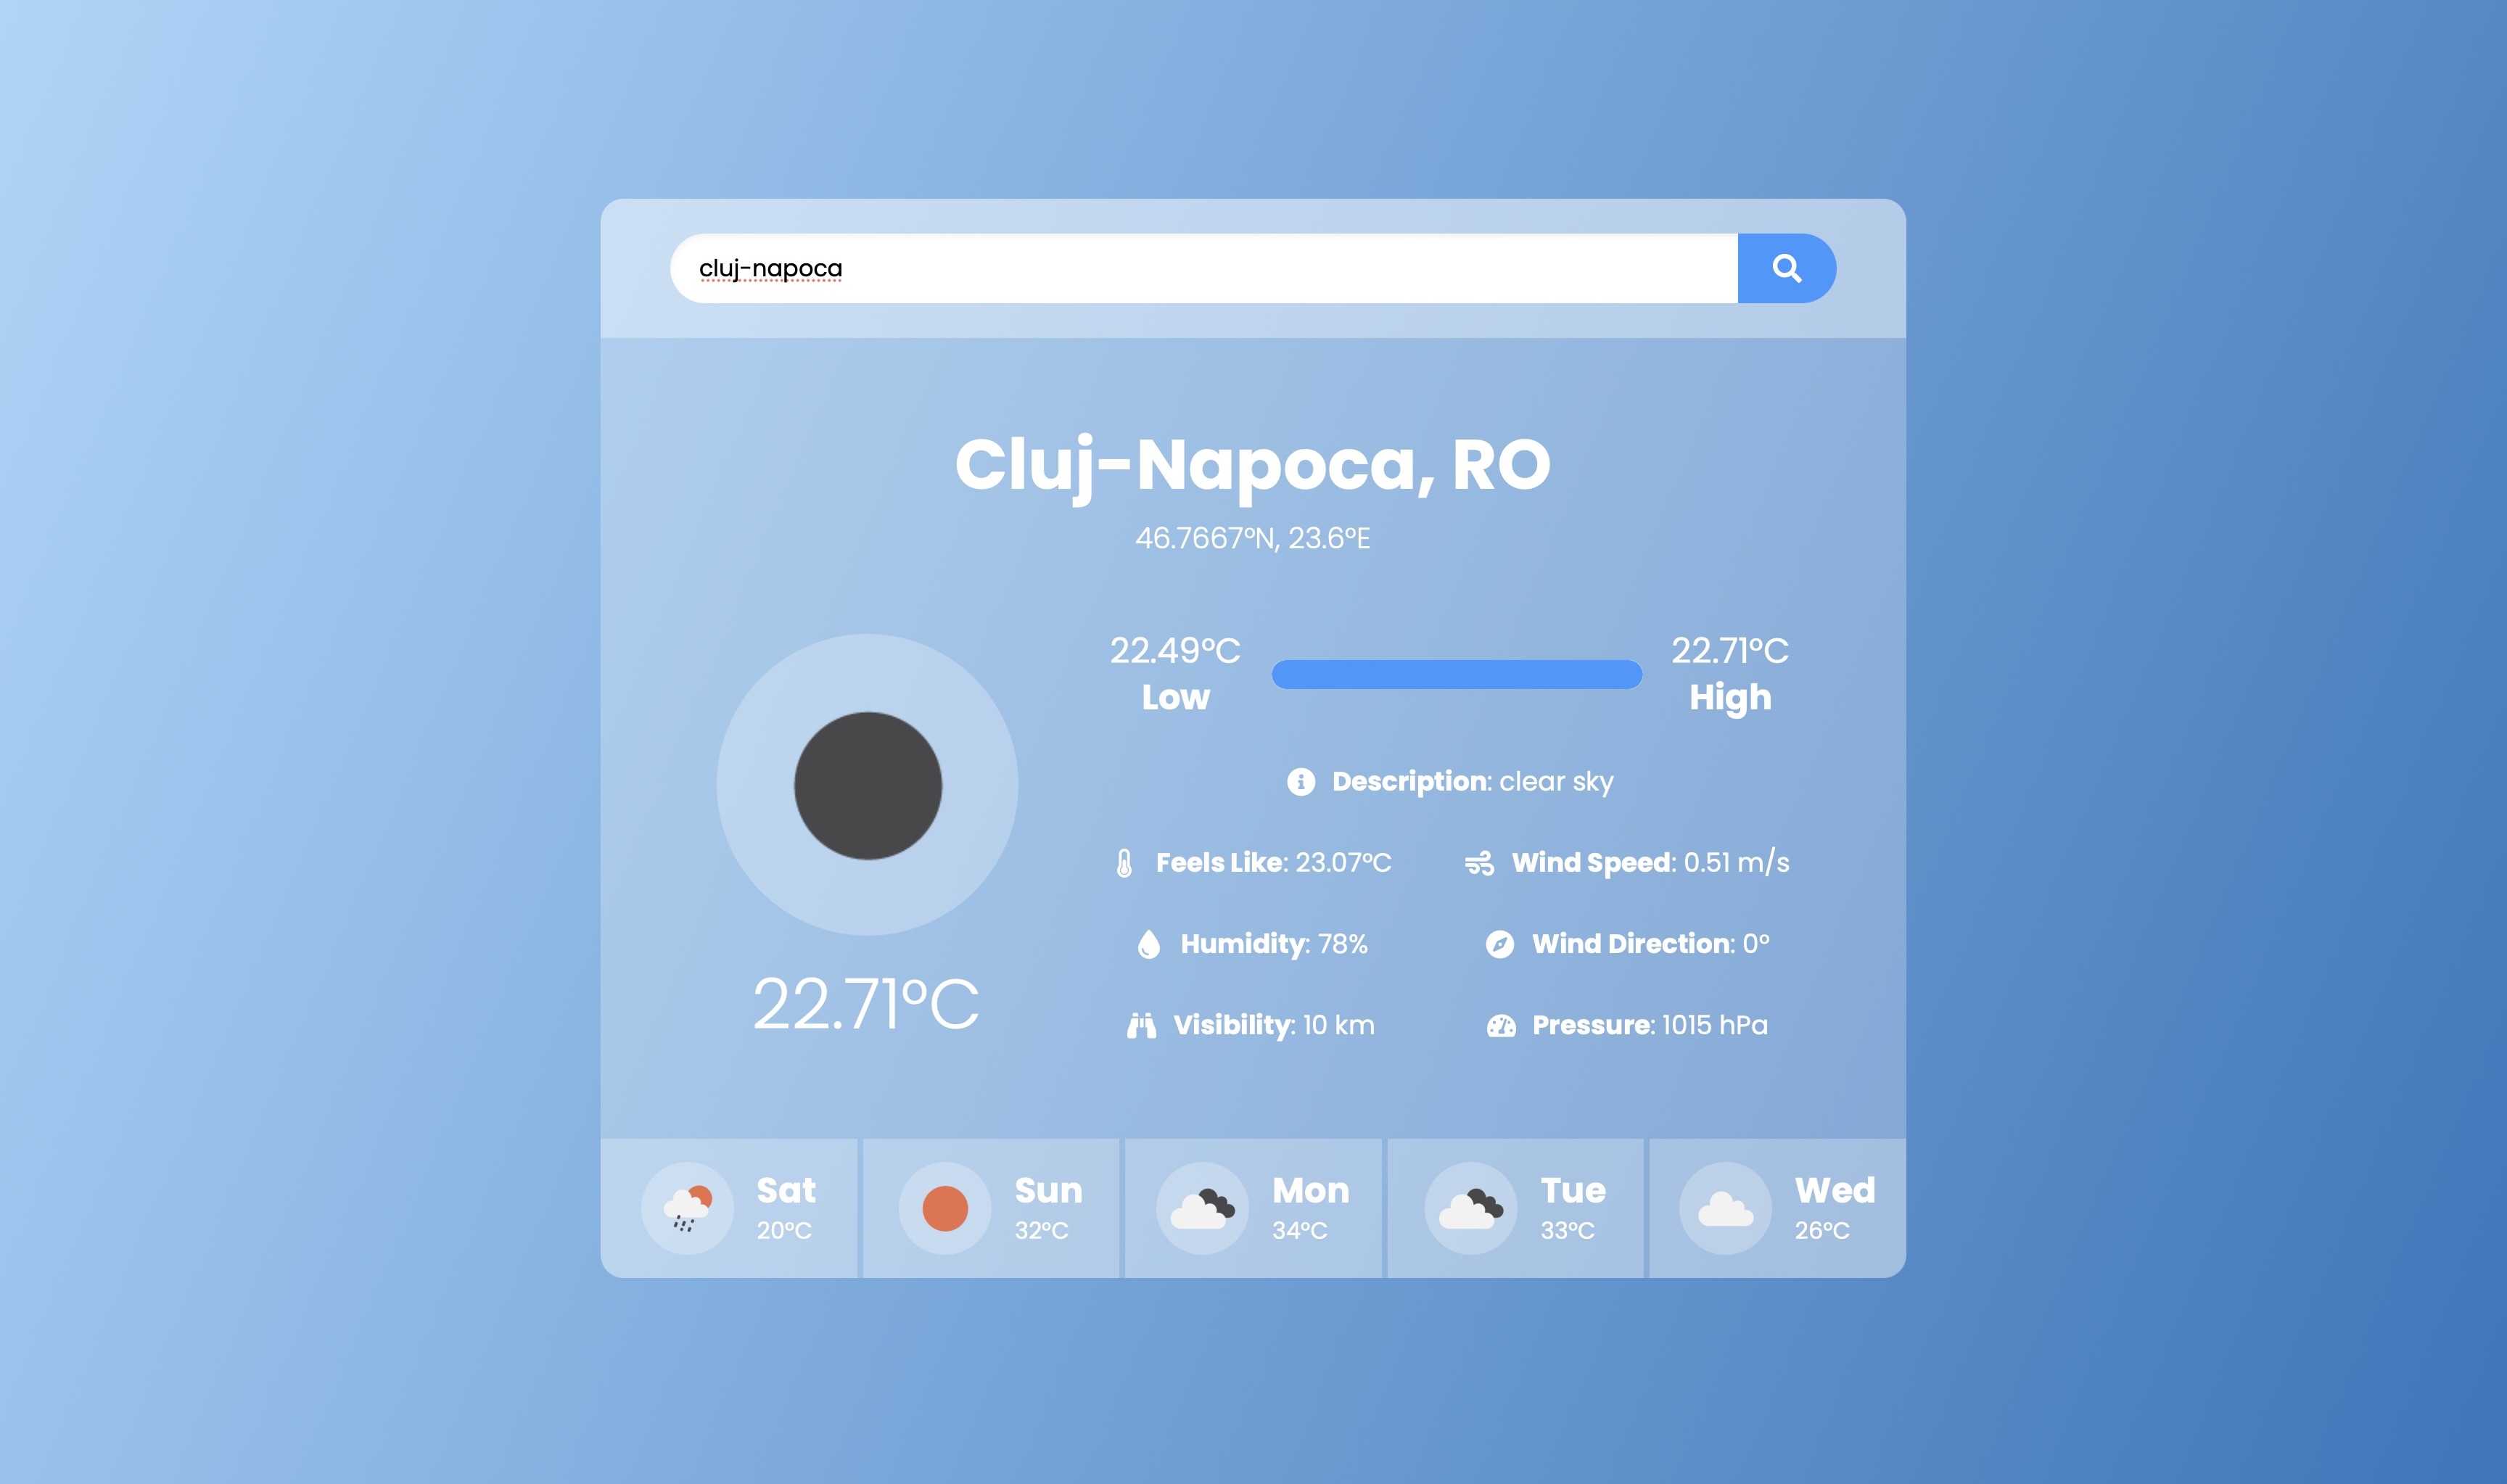 cluj-napoca
Cluj-Napoca, RO
46.7667°N, 23.6°E
22.71°C
22.49°C
Low
22.71°C
High
Description: clear sky
Feels Like: 23.07°C
Wind Speed: 0.51 m/s
Humidity: 78%
Wind Direction: 0°
Visibility: 10 km
Pressure: 1015 hPa
Sat
20°C
Sun
32°C
Mon
34°C
Tue
33°C
Wed
26°C